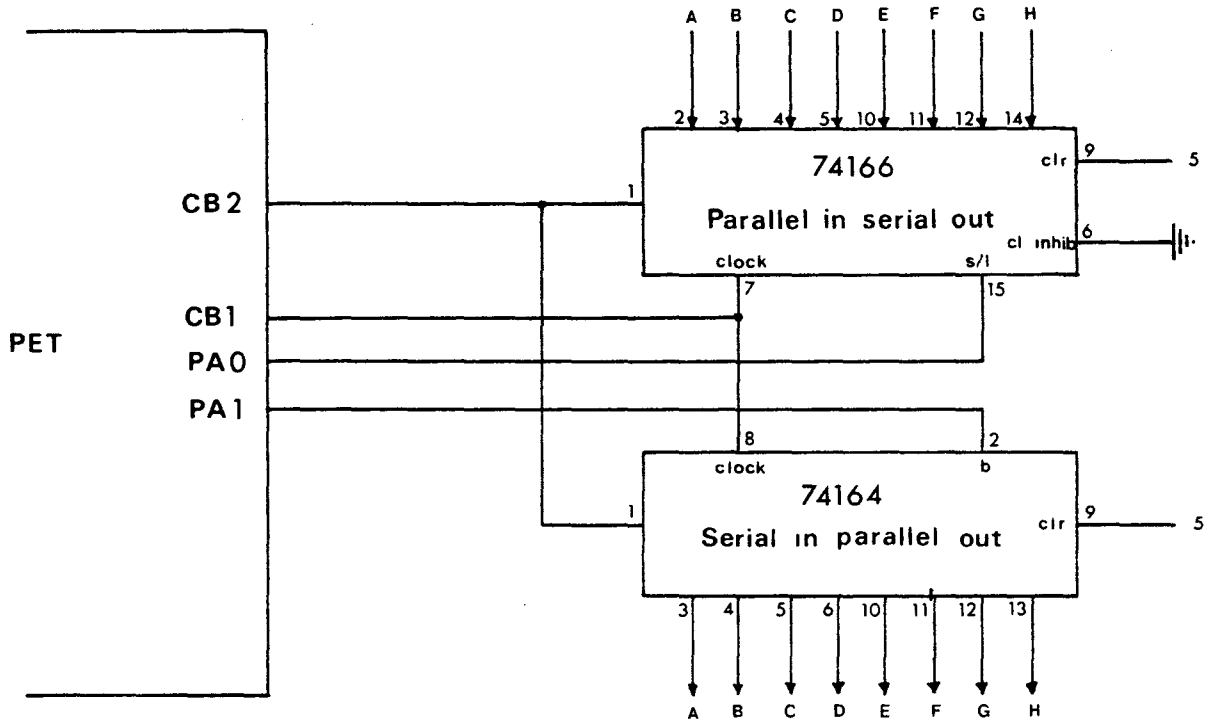 A B C D E F G H
2 3 4 5 10 11 12 14
74166
clr
9
5
CB2
1
Parallel in serial out
cl inhib
6
clock
s/l
7
15
CB1
PET
PA0
PA1
8
2
clock
b
74164
1
Serial in parallel out
clr
9
5
3 4 5 6 10 11 12 13
A B C D E F G H